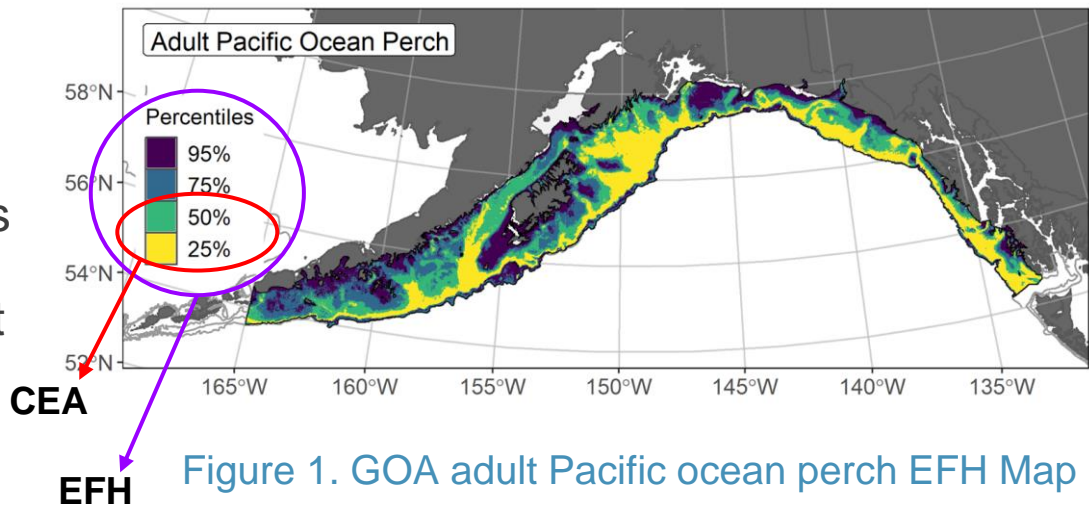 Adult Pacific Ocean Perch
58°N
Percentiles
95%
56°N
75%
s
50%
25%
54°N
t
52°N
165°W 160°W 155°W 150°W 145°W 140°W 135°W
CEA
EFH
Figure 1. GOA adult Pacific ocean perch EFH Map